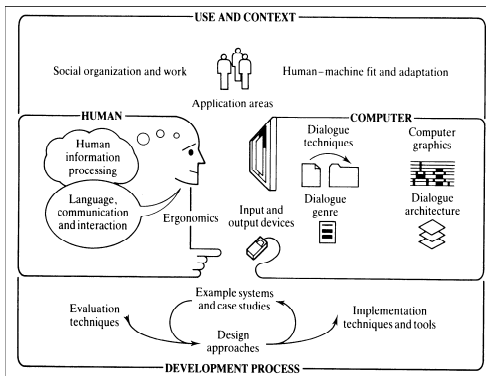 USE AND CONTEXT
Social organization and work
Human–machine fit and adaptation
Application areas
HUMAN
COMPUTER
Human
information
processing
Language,
communication
and interaction
Ergonomics
Dialogue
techniques
Computer
graphics
Input and
output devices
Dialogue
genre
Dialogue
architecture
Evaluation
techniques
Example systems
and case studies
Implementation
techniques and tools
Design
approaches
DEVELOPMENT PROCESS